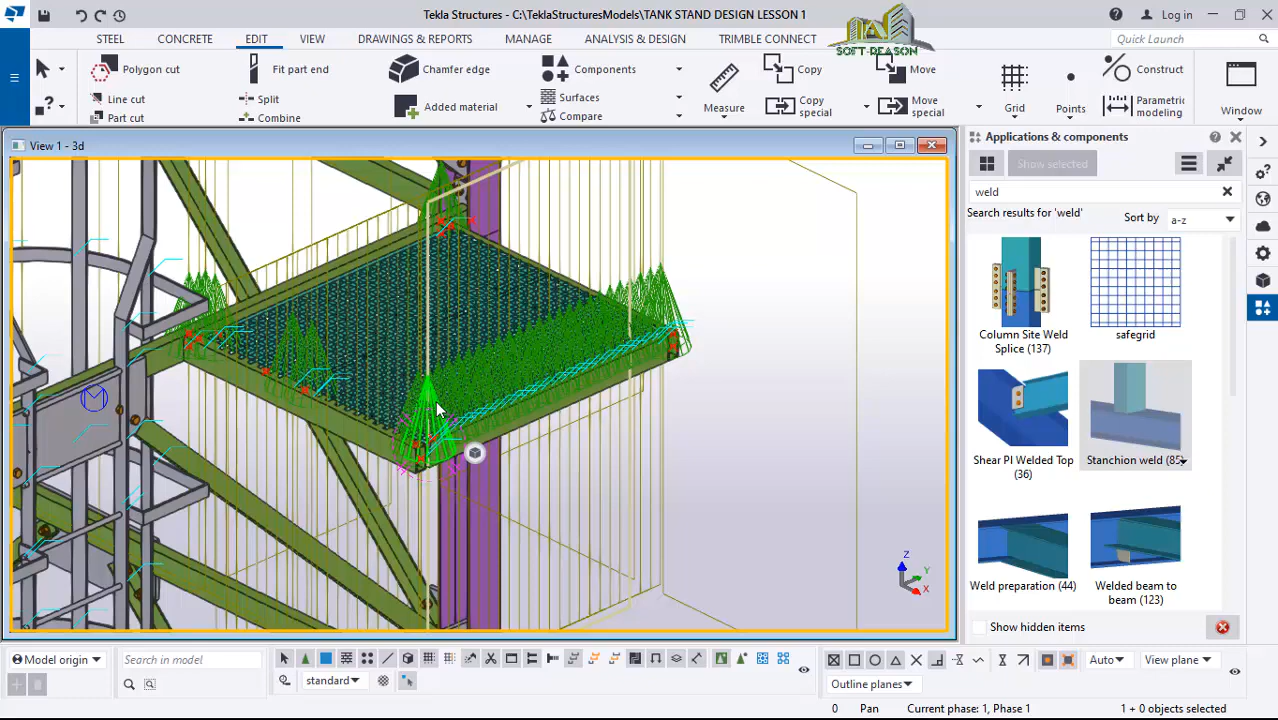 Tekla Structures - C:\TeklaStructuresModels\TANK STAND DESIGN LESSON 1
Log in
STEEL CONCRETE EDIT VIEW DRAWINGS & REPORTS MANAGE ANALYSIS & DESIGN TRIMBLE CONNECT
SOFT-REASON
Quick Launch
Polygon cut
Fit part end
Chamfer edge
Components
Copy
Move
Construct
Line cut
Split
Added material
Surfaces
Measure
Copy special
Move special
Grid
Points
Parametric modeling
Window
Part cut
Combine
Compare
View 1 - 3d
Applications & components
Show selected
weld
Search results for 'weld'
Sort by
a-z
Column Site Weld Splice (137)
safegrid
Shear Pl Welded Top (36)
Stanchion weld (85)
Weld preparation (44)
Welded beam to beam (123)
Show hidden items
Z
Y
X
Model origin
Search in model
standard
Auto
View plane
Outline planes
0
Pan
Current phase: 1, Phase 1
1 + 0 objects selected